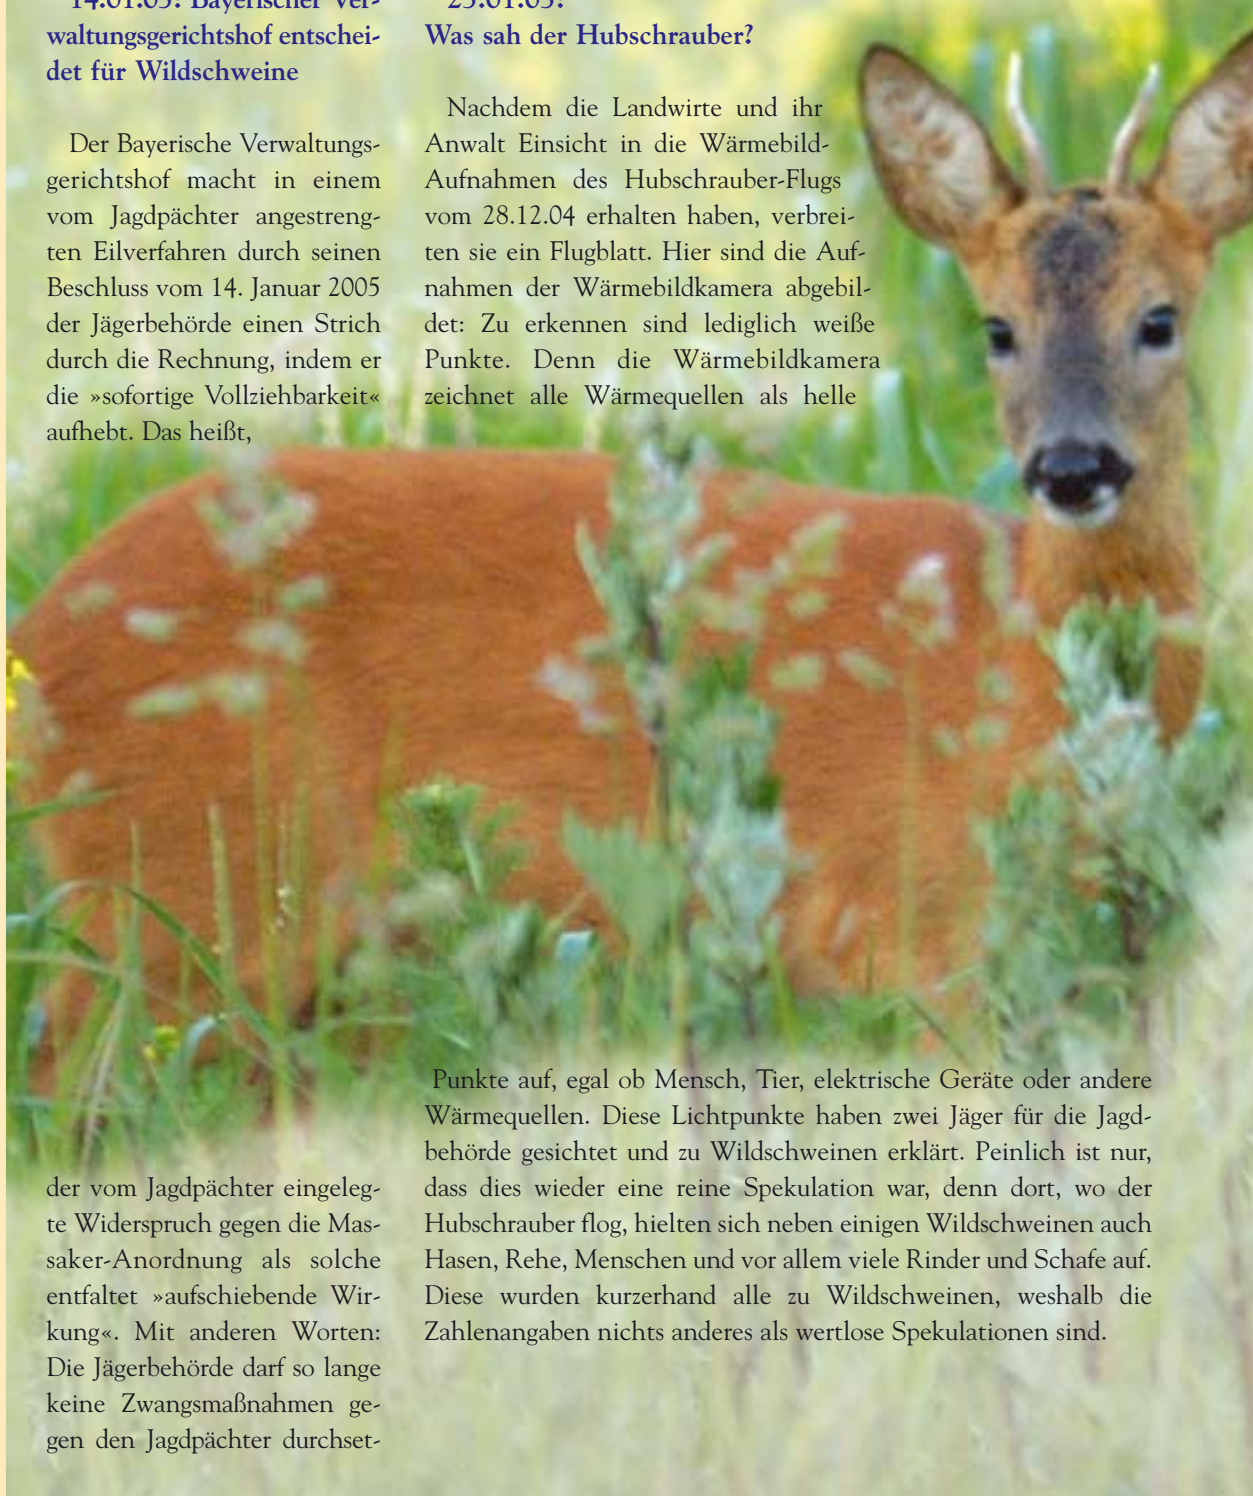 14.01.05: Bayerischer Ver-
waltungsgerichtshof entschei-
det für Wildschweine
Der Bayerische Verwaltungs-
gerichtshof macht in einem
vom Jagdpächter angestreng-
ten Eilverfahren durch seinen
Beschluss vom 14. Januar 2005
der Jägerbehörde einen Strich
durch die Rechnung, indem er
die »sofortige Vollziehbarkeit«
aufhebt. Das heißt,
der vom Jagdpächter eingeleg-
te Widerspruch gegen die Mas-
saker-Anordnung als solche
entfaltet »aufschiebende Wir-
kung«. Mit anderen Worten:
Die Jägerbehörde darf so lange
keine Zwangsmaßnahmen ge-
gen den Jagdpächter durchset-
25.01.05:
Was sah der Hubschrauber?
Nachdem die Landwirte und ihr
Anwalt Einsicht in die Wärmebild-
Aufnahmen des Hubschrauber-Flugs
vom 28.12.04 erhalten haben, verbrei-
ten sie ein Flugblatt. Hier sind die Auf-
nahmen der Wärmebildkamera abgebil-
det: Zu erkennen sind lediglich weiße
Punkte. Denn die Wärmebildkamera
zeichnet alle Wärmequellen als helle
Punkte auf, egal ob Mensch, Tier, elektrische Geräte oder andere
Wärmequellen. Diese Lichtpunkte haben zwei Jäger für die Jagd-
behörde gesichtet und zu Wildschweinen erklärt. Peinlich ist nur,
dass dies wieder eine reine Spekulation war, denn dort, wo der
Hubschrauber flog, hielten sich neben einigen Wildschweinen auch
Hasen, Rehe, Menschen und vor allem viele Rinder und Schafe auf.
Diese wurden kurzerhand alle zu Wildschweinen, weshalb die
Zahlenangaben nichts anderes als wertlose Spekulationen sind.